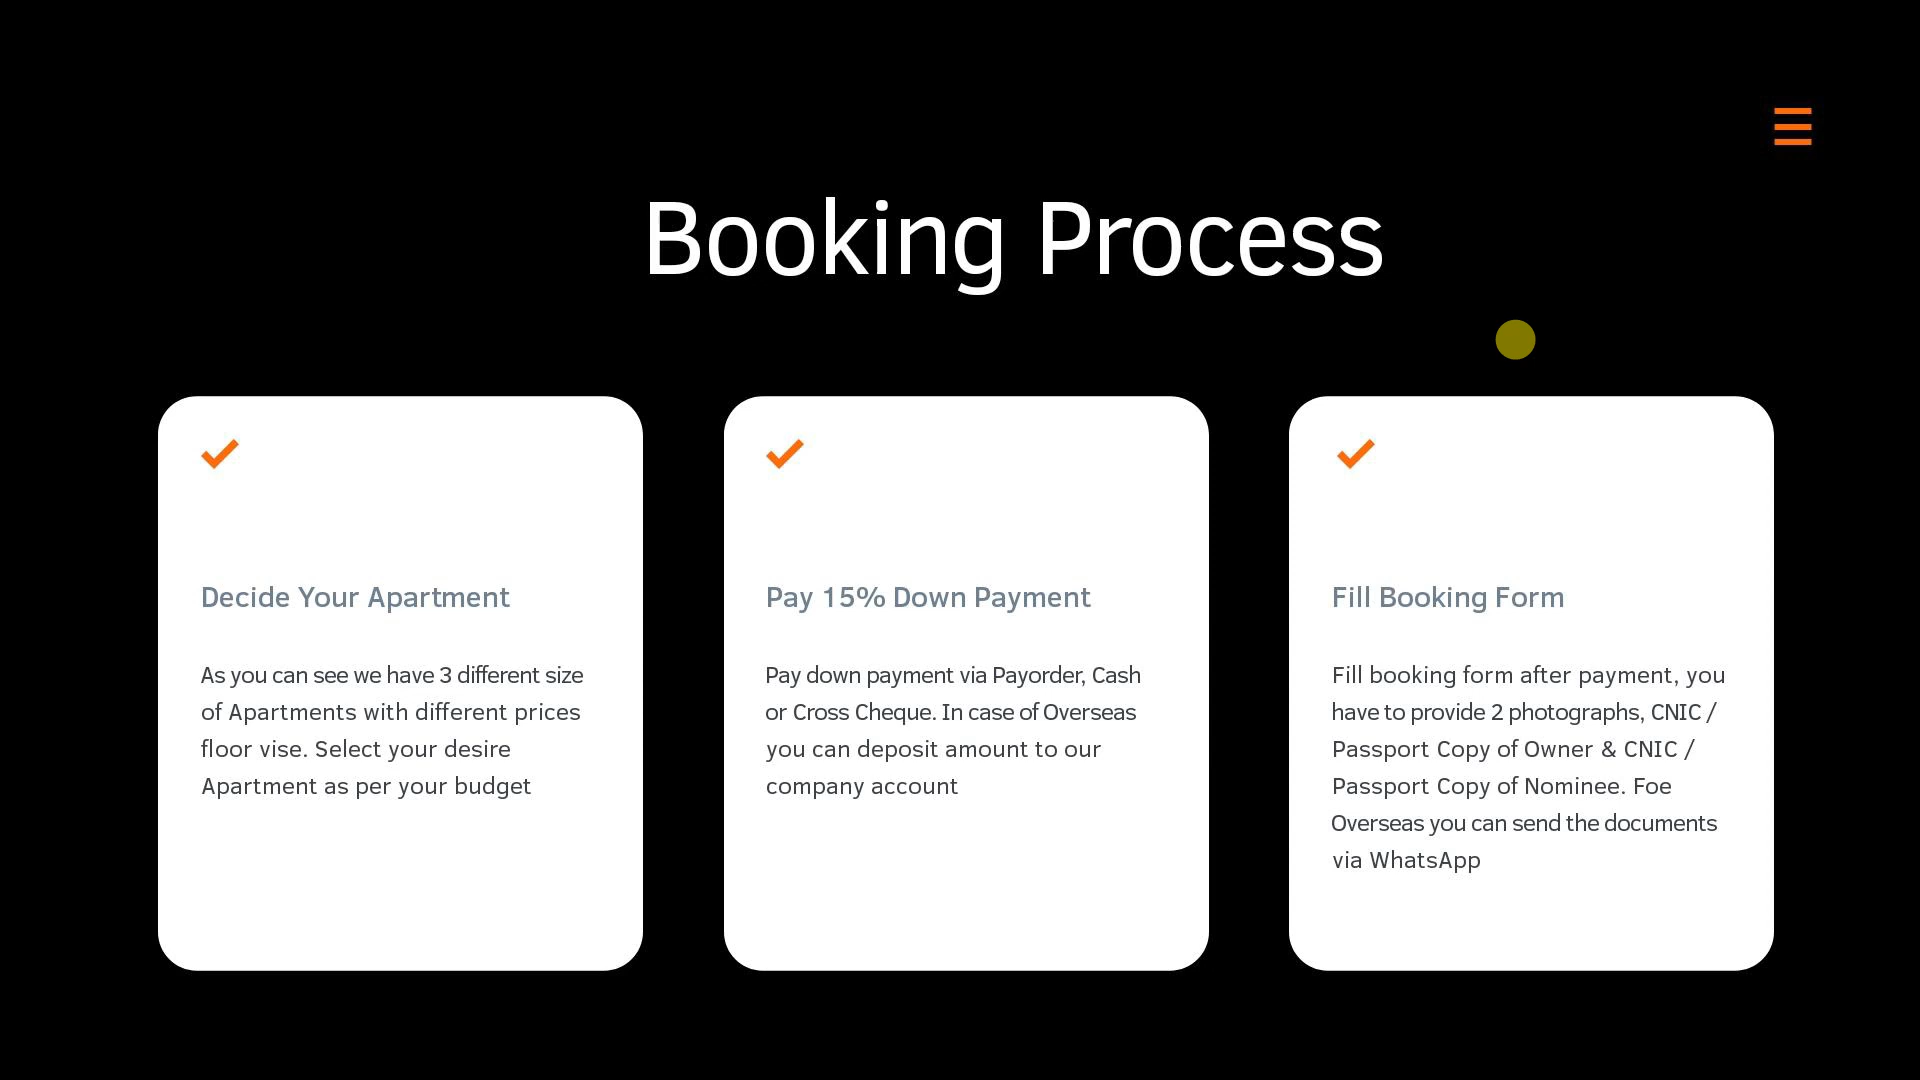 Booking Process
Decide Your Apartment
As you can see we have 3 different size
of Apartments with different prices
floor vise. Select your desire
Apartment as per your budget
Pay 15% Down Payment
Pay down payment via Payorder, Cash
or Cross Cheque. In case of Overseas
you can deposit amount to our
company account
Fill Booking Form
Fill booking form after payment, you
have to provide 2 photographs, CNIC /
Passport Copy of Owner & CNIC /
Passport Copy of Nominee. Foe
Overseas you can send the documents
via WhatsApp